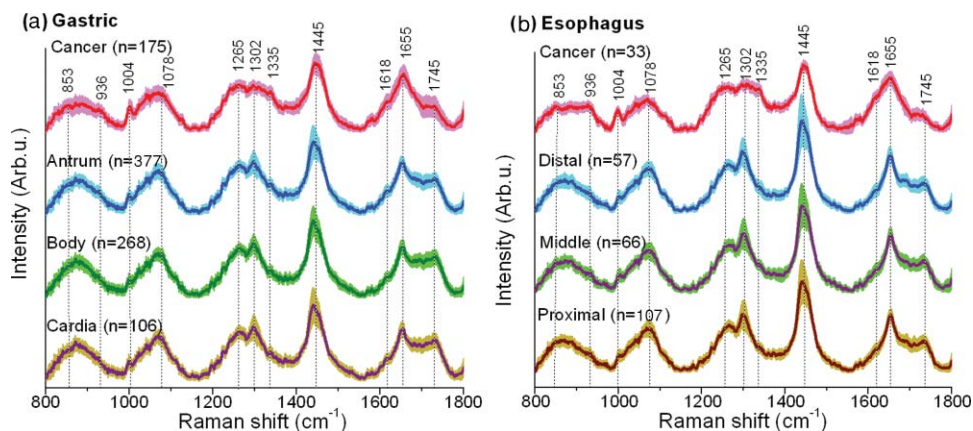 (a) Gastric
Cancer (n=175)
853
936
1004
1078
1265
1302
1335
1445
1618
1655
1745
Antrum (n=377)
Body (n=268)
Cardia (n=106)
Intensity (Arb.u.)
800 1000 1200 1400 1600 1800
Raman shift (cm⁻¹)
(b) Esophagus
Cancer (n=33)
853
936
1004
1078
1265
1302
1335
1445
1618
1655
1745
Distal (n=57)
Middle (n=66)
Proximal (n=107)
Intensity (Arb.u.)
800 1000 1200 1400 1600 1800
Raman shift (cm⁻¹)